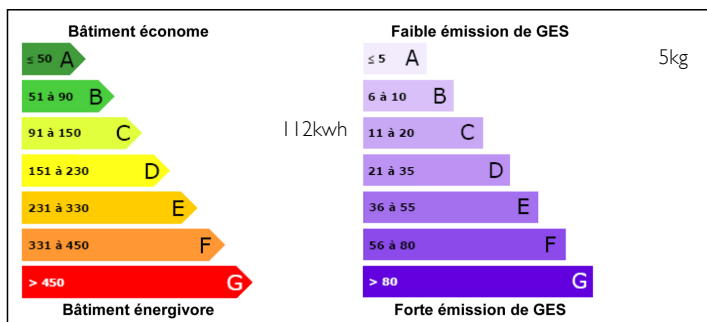 Bâtiment économe
≤ 50 A
51 à 90 B
91 à 150 C
151 à 230 D
231 à 330 E
331 à 450 F
> 450 G
Bâtiment énergivore
112kwh
Faible émission de GES
≤ 5 A
6 à 10 B
11 à 20 C
21 à 35 D
36 à 55 E
56 à 80 F
> 80 G
Forte émission de GES
5kg